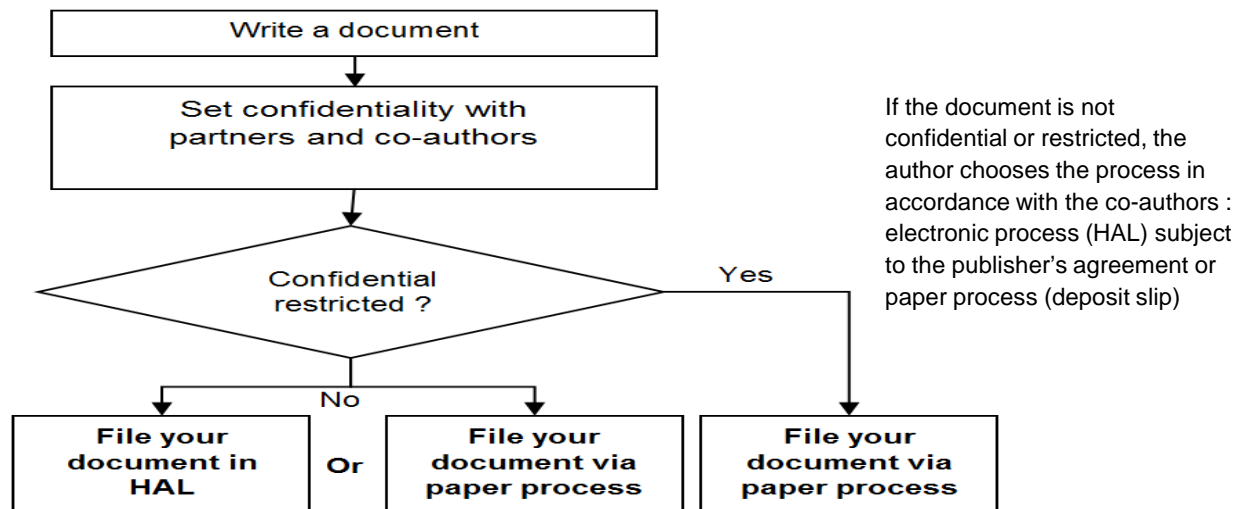 Write a document
Set confidentiality with
partners and co-authors
If the document is not
confidential or restricted, the
author chooses the process in
accordance with the co-authors :
electronic process (HAL) subject
to the publisher’s agreement or
paper process (deposit slip)
Confidential
restricted ?
Yes
No
File your
document in
HAL
Or
File your
document via
paper process
File your
document via
paper process